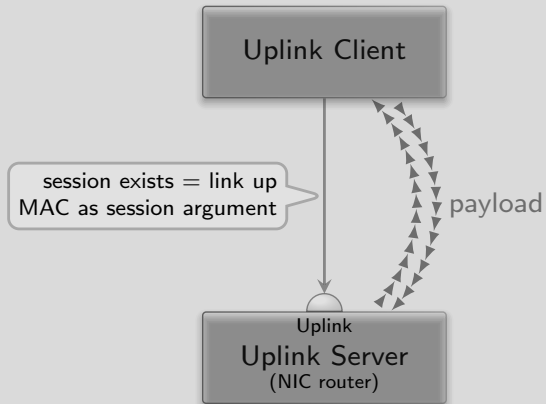 Uplink Client
session exists = link up
MAC as session argument
payload
Uplink
Uplink Server
(NIC router)